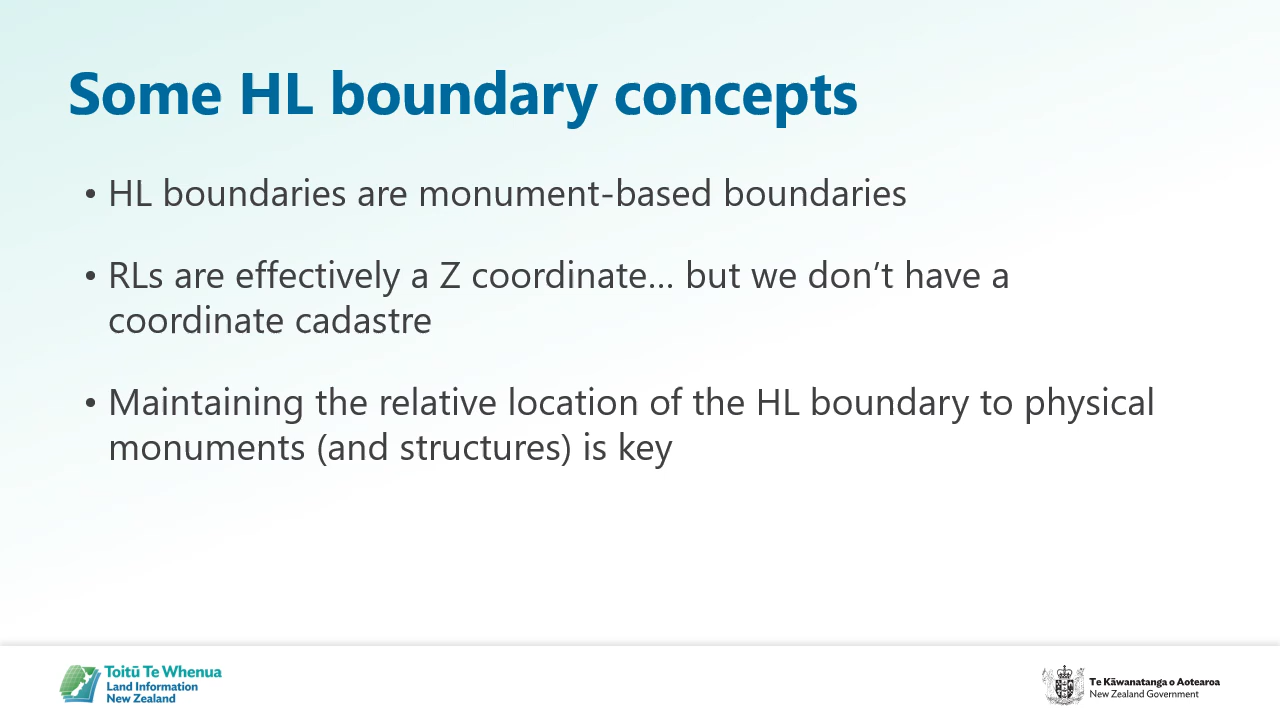 Some HL boundary concepts
• HL boundaries are monument-based boundaries
• RLs are effectively a Z coordinate... but we don’t have a
coordinate cadastre
• Maintaining the relative location of the HL boundary to physical
monuments (and structures) is key
Toitū Te Whenua
Land Information
New Zealand
Te Kāwanatanga o Aotearoa
New Zealand Government